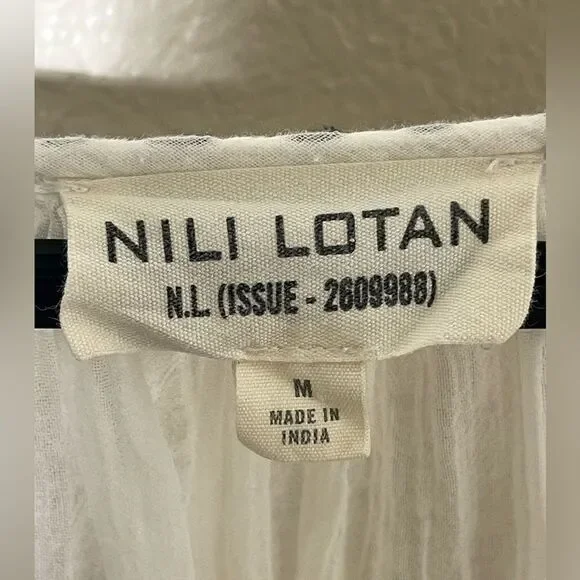 NILI LOTAN
N.L. (ISSUE - 2609988)
M
MADE IN
INDIA